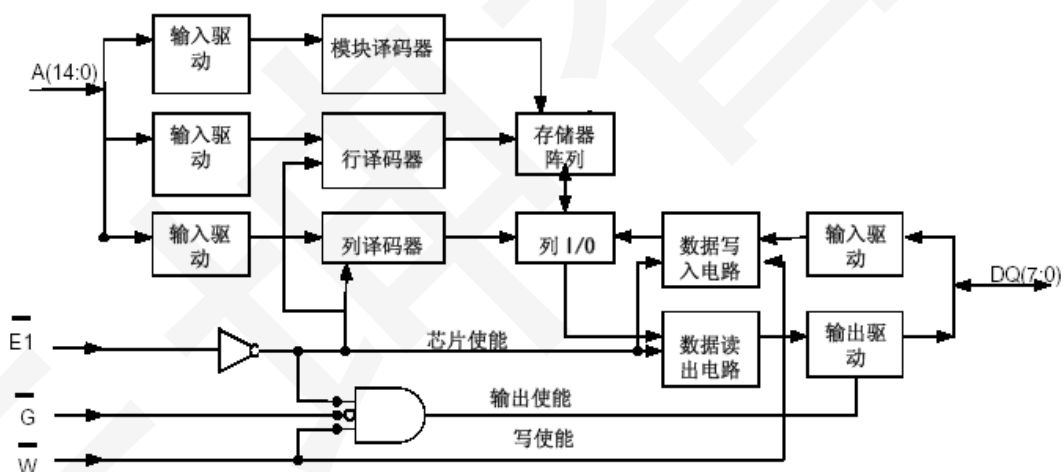 输入驱
动
模块译码器
A(14:0)
输入驱
动
行译码器
存储器
阵列
输入驱
动
列译码器
列 I/O
数据写
入电路
输入驱
动
DQ(7:0)
E1
芯片使能
数据读
出电路
输出驱
动
G
输出使能
W
写使能